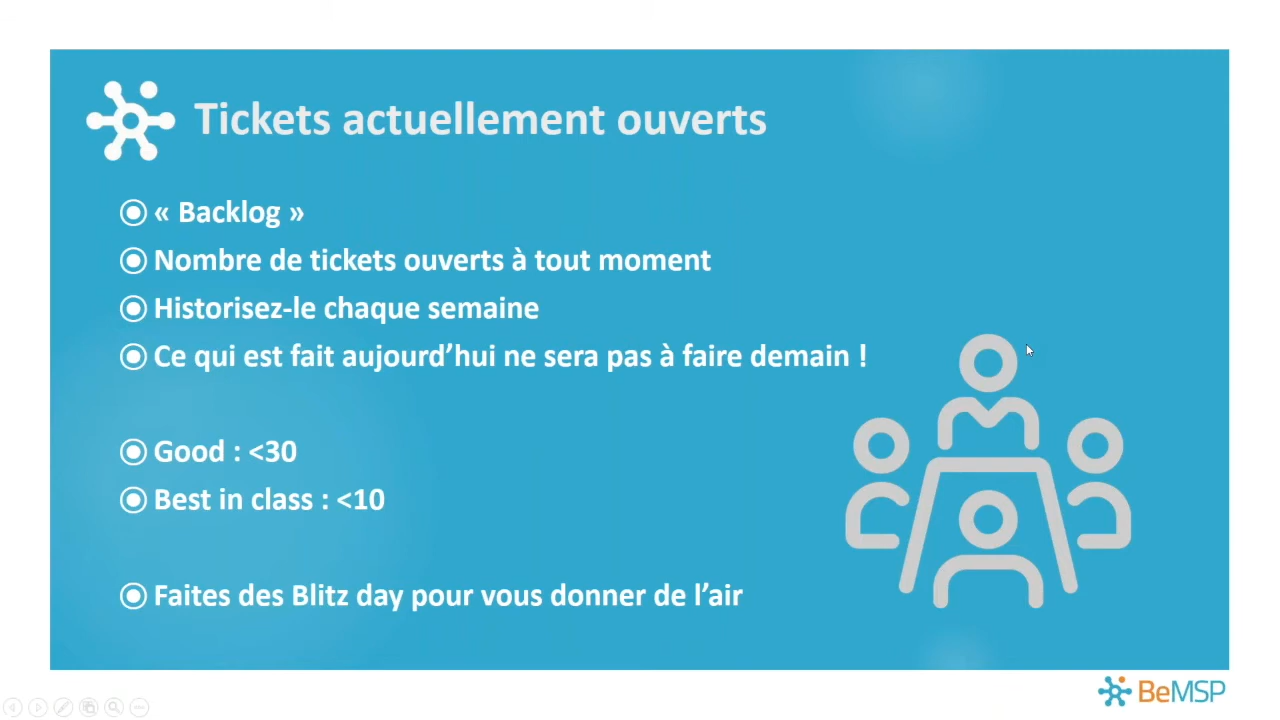 Tickets actuellement ouverts
« Backlog »
Nombre de tickets ouverts à tout moment
Historisez-le chaque semaine
Ce qui est fait aujourd’hui ne sera pas à faire demain !
Good : <30
Best in class : <10
Faites des Blitz day pour vous donner de l’air
BeMSP